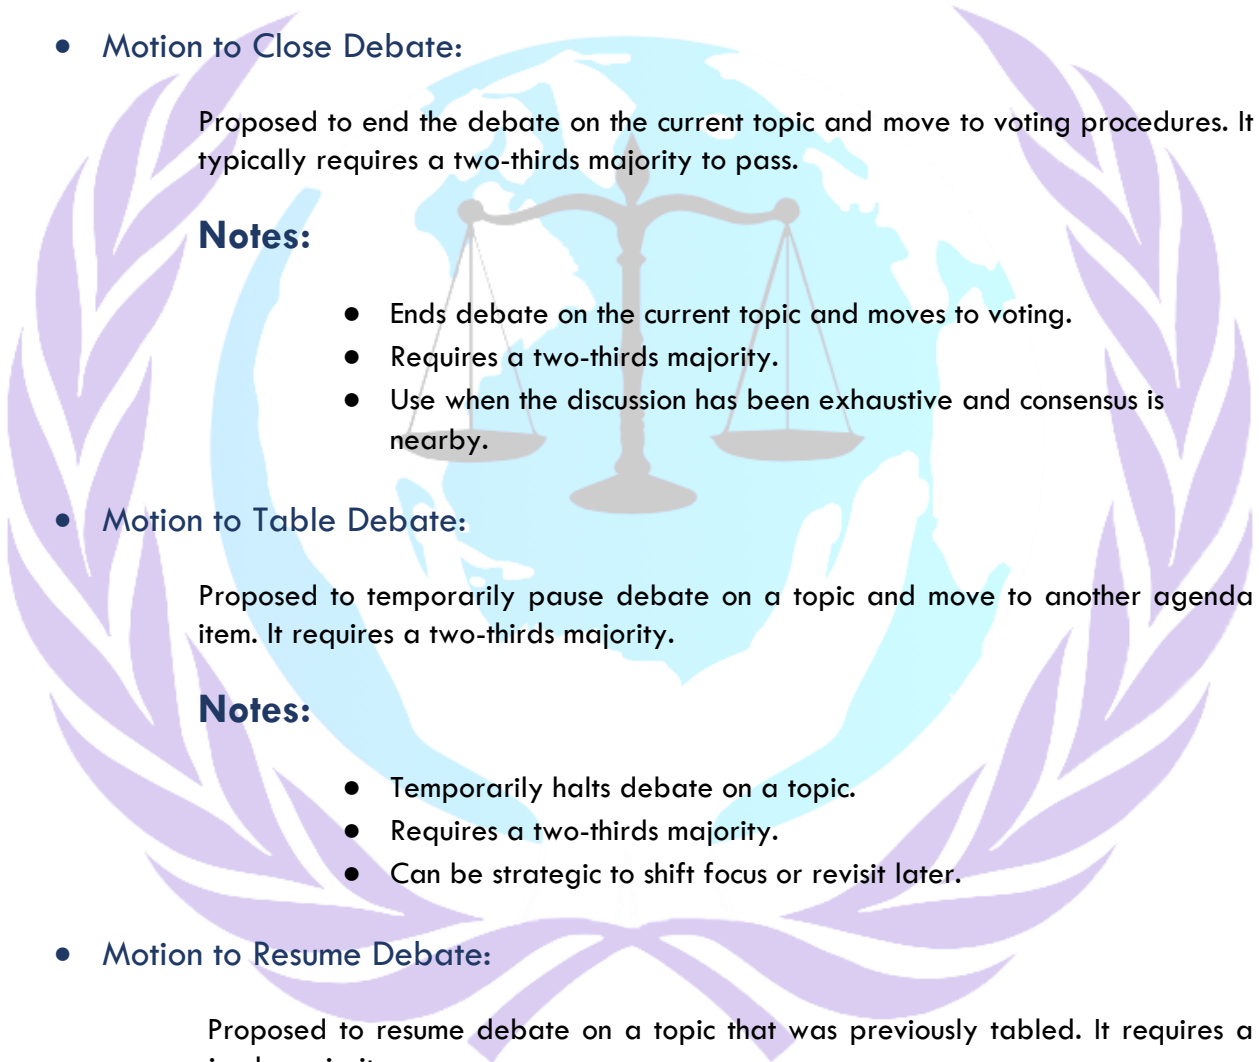 • Motion to Close Debate:
Proposed to end the debate on the current topic and move to voting procedures. It
typically requires a two-thirds majority to pass.
Notes:
● Ends debate on the current topic and moves to voting.
● Requires a two-thirds majority.
● Use when the discussion has been exhaustive and consensus is
nearby.
• Motion to Table Debate:
Proposed to temporarily pause debate on a topic and move to another agenda
item. It requires a two-thirds majority.
Notes:
● Temporarily halts debate on a topic.
● Requires a two-thirds majority.
● Can be strategic to shift focus or revisit later.
• Motion to Resume Debate:
Proposed to resume debate on a topic that was previously tabled. It requires a